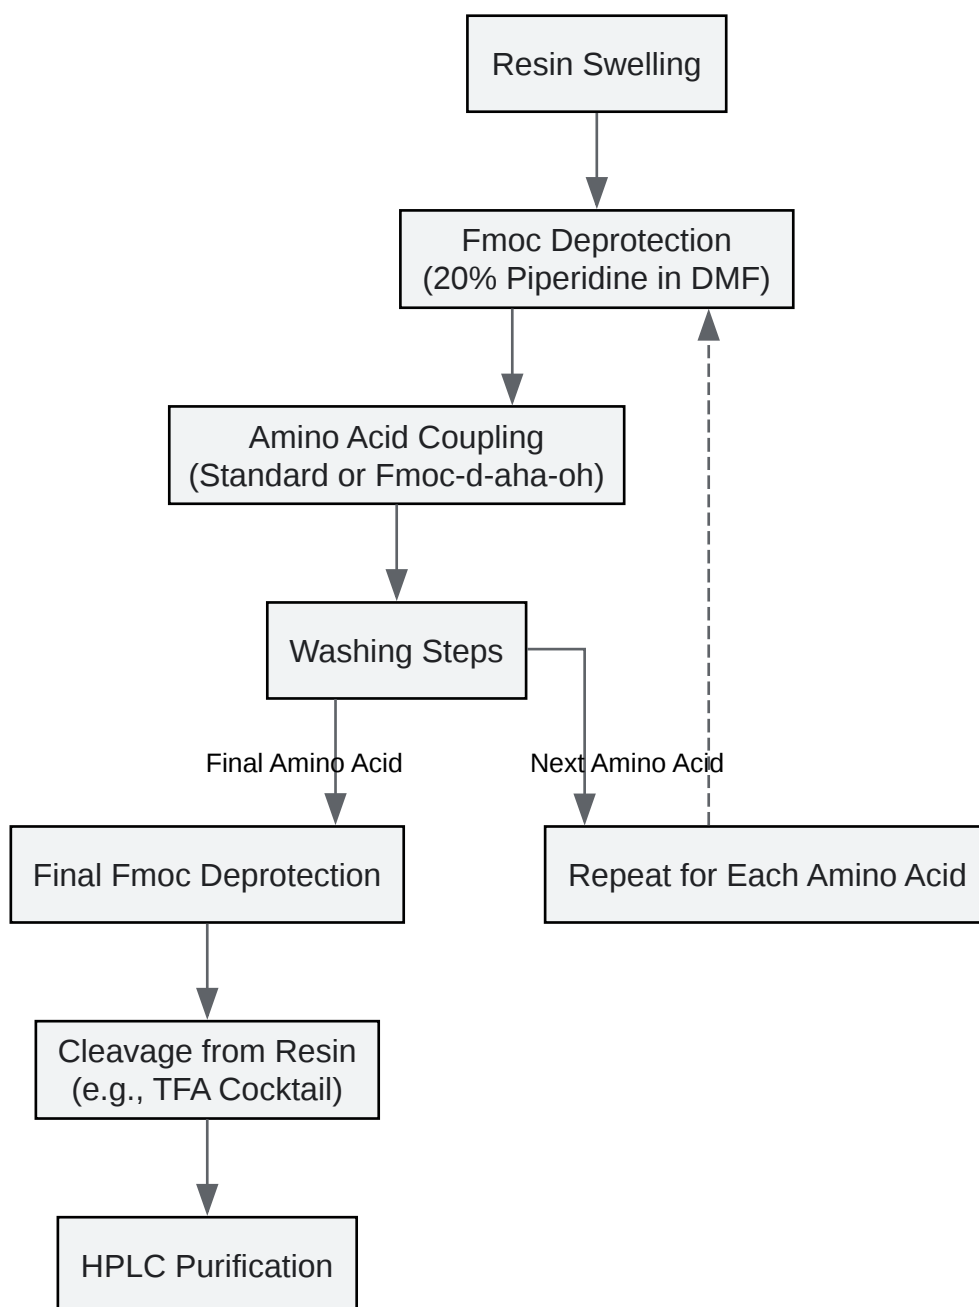 Resin Swelling
Fmoc Deprotection
(20% Piperidine in DMF)
Amino Acid Coupling
(Standard or Fmoc-d-aha-oh)
Washing Steps
Final Amino Acid
Next Amino Acid
Final Fmoc Deprotection
Repeat for Each Amino Acid
Cleavage from Resin
(e.g., TFA Cocktail)
HPLC Purification